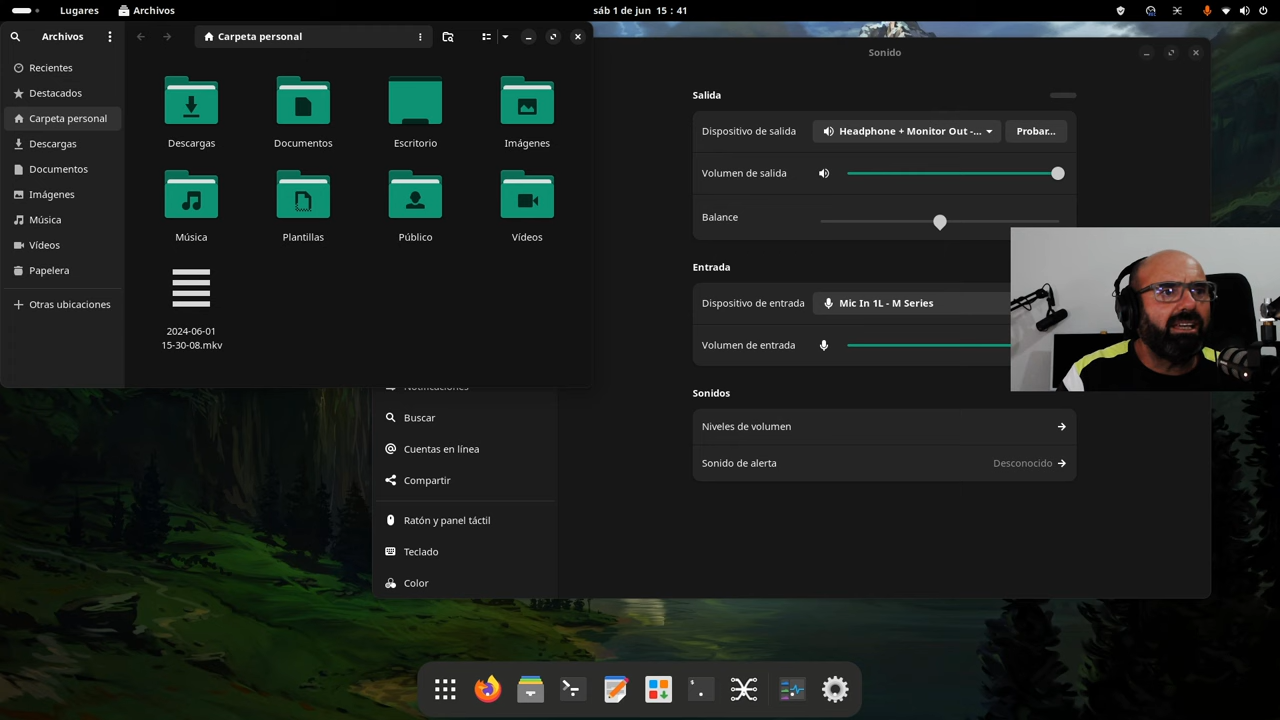 Lugares
Archivos
sáb 1 de jun 15 : 41
Archivos
Carpeta personal
Recientes
Destacados
Carpeta personal
Descargas
Documentos
Imágenes
Música
Vídeos
Papelera
Otras ubicaciones
Descargas
Documentos
Escritorio
Imágenes
Música
Plantillas
Público
Vídeos
2024-06-01
15-30-08.mkv
Sonido
Salida
Dispositivo de salida
Headphone + Monitor Out -...
Probar...
Volumen de salida
Balance
Entrada
Dispositivo de entrada
Mic In 1L - M Series
Volumen de entrada
Sonidos
Niveles de volumen
Sonido de alerta
Desconocido
Notificaciones
Buscar
Cuentas en línea
Compartir
Ratón y panel táctil
Teclado
Color